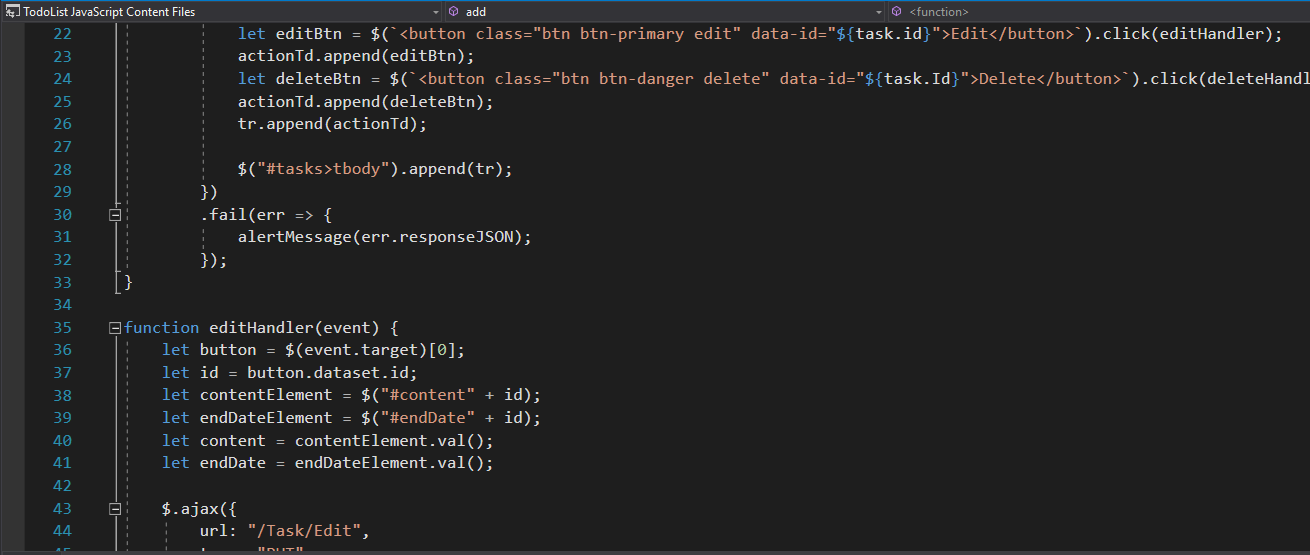 TodoList JavaScript Content Files add <function>
22 let editBtn = $(`<button class="btn btn-primary edit" data-id="${task.id}">Edit</button>`).click(editHandler);
23 actionTd.append(editBtn);
24 let deleteBtn = $(`<button class="btn btn-danger delete" data-id="${task.Id}">Delete</button>`).click(deleteHandl
25 actionTd.append(deleteBtn);
26 tr.append(actionTd);
27
28 $("#tasks>tbody").append(tr);
29 })
30 .fail(err => {
31 alertMessage(err.responseJSON);
32 });
33 }
34
35 function editHandler(event) {
36 let button = $(event.target)[0];
37 let id = button.dataset.id;
38 let contentElement = $("#content" + id);
39 let endDateElement = $("#endDate" + id);
40 let content = contentElement.val();
41 let endDate = endDateElement.val();
42
43 $.ajax({
44 url: "/Task/Edit",